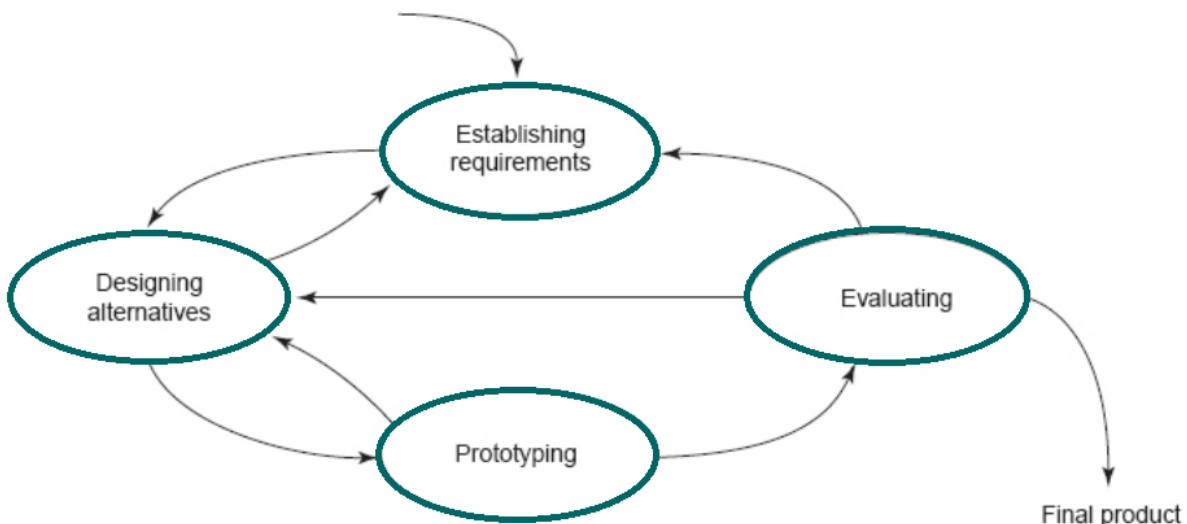 Establishing
requirements
Designing
alternatives
Evaluating
Prototyping
Final product